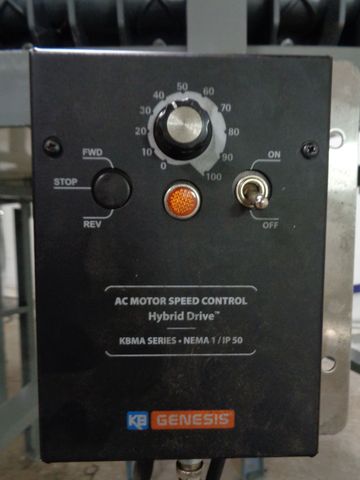 50
40 60
30 70
20 80
10 90
0 100
FWD
STOP
REV
ON
OFF
AC MOTOR SPEED CONTROL
Hybrid Drive™
KBMA SERIES • NEMA 1 / IP 50
KB GENESIS